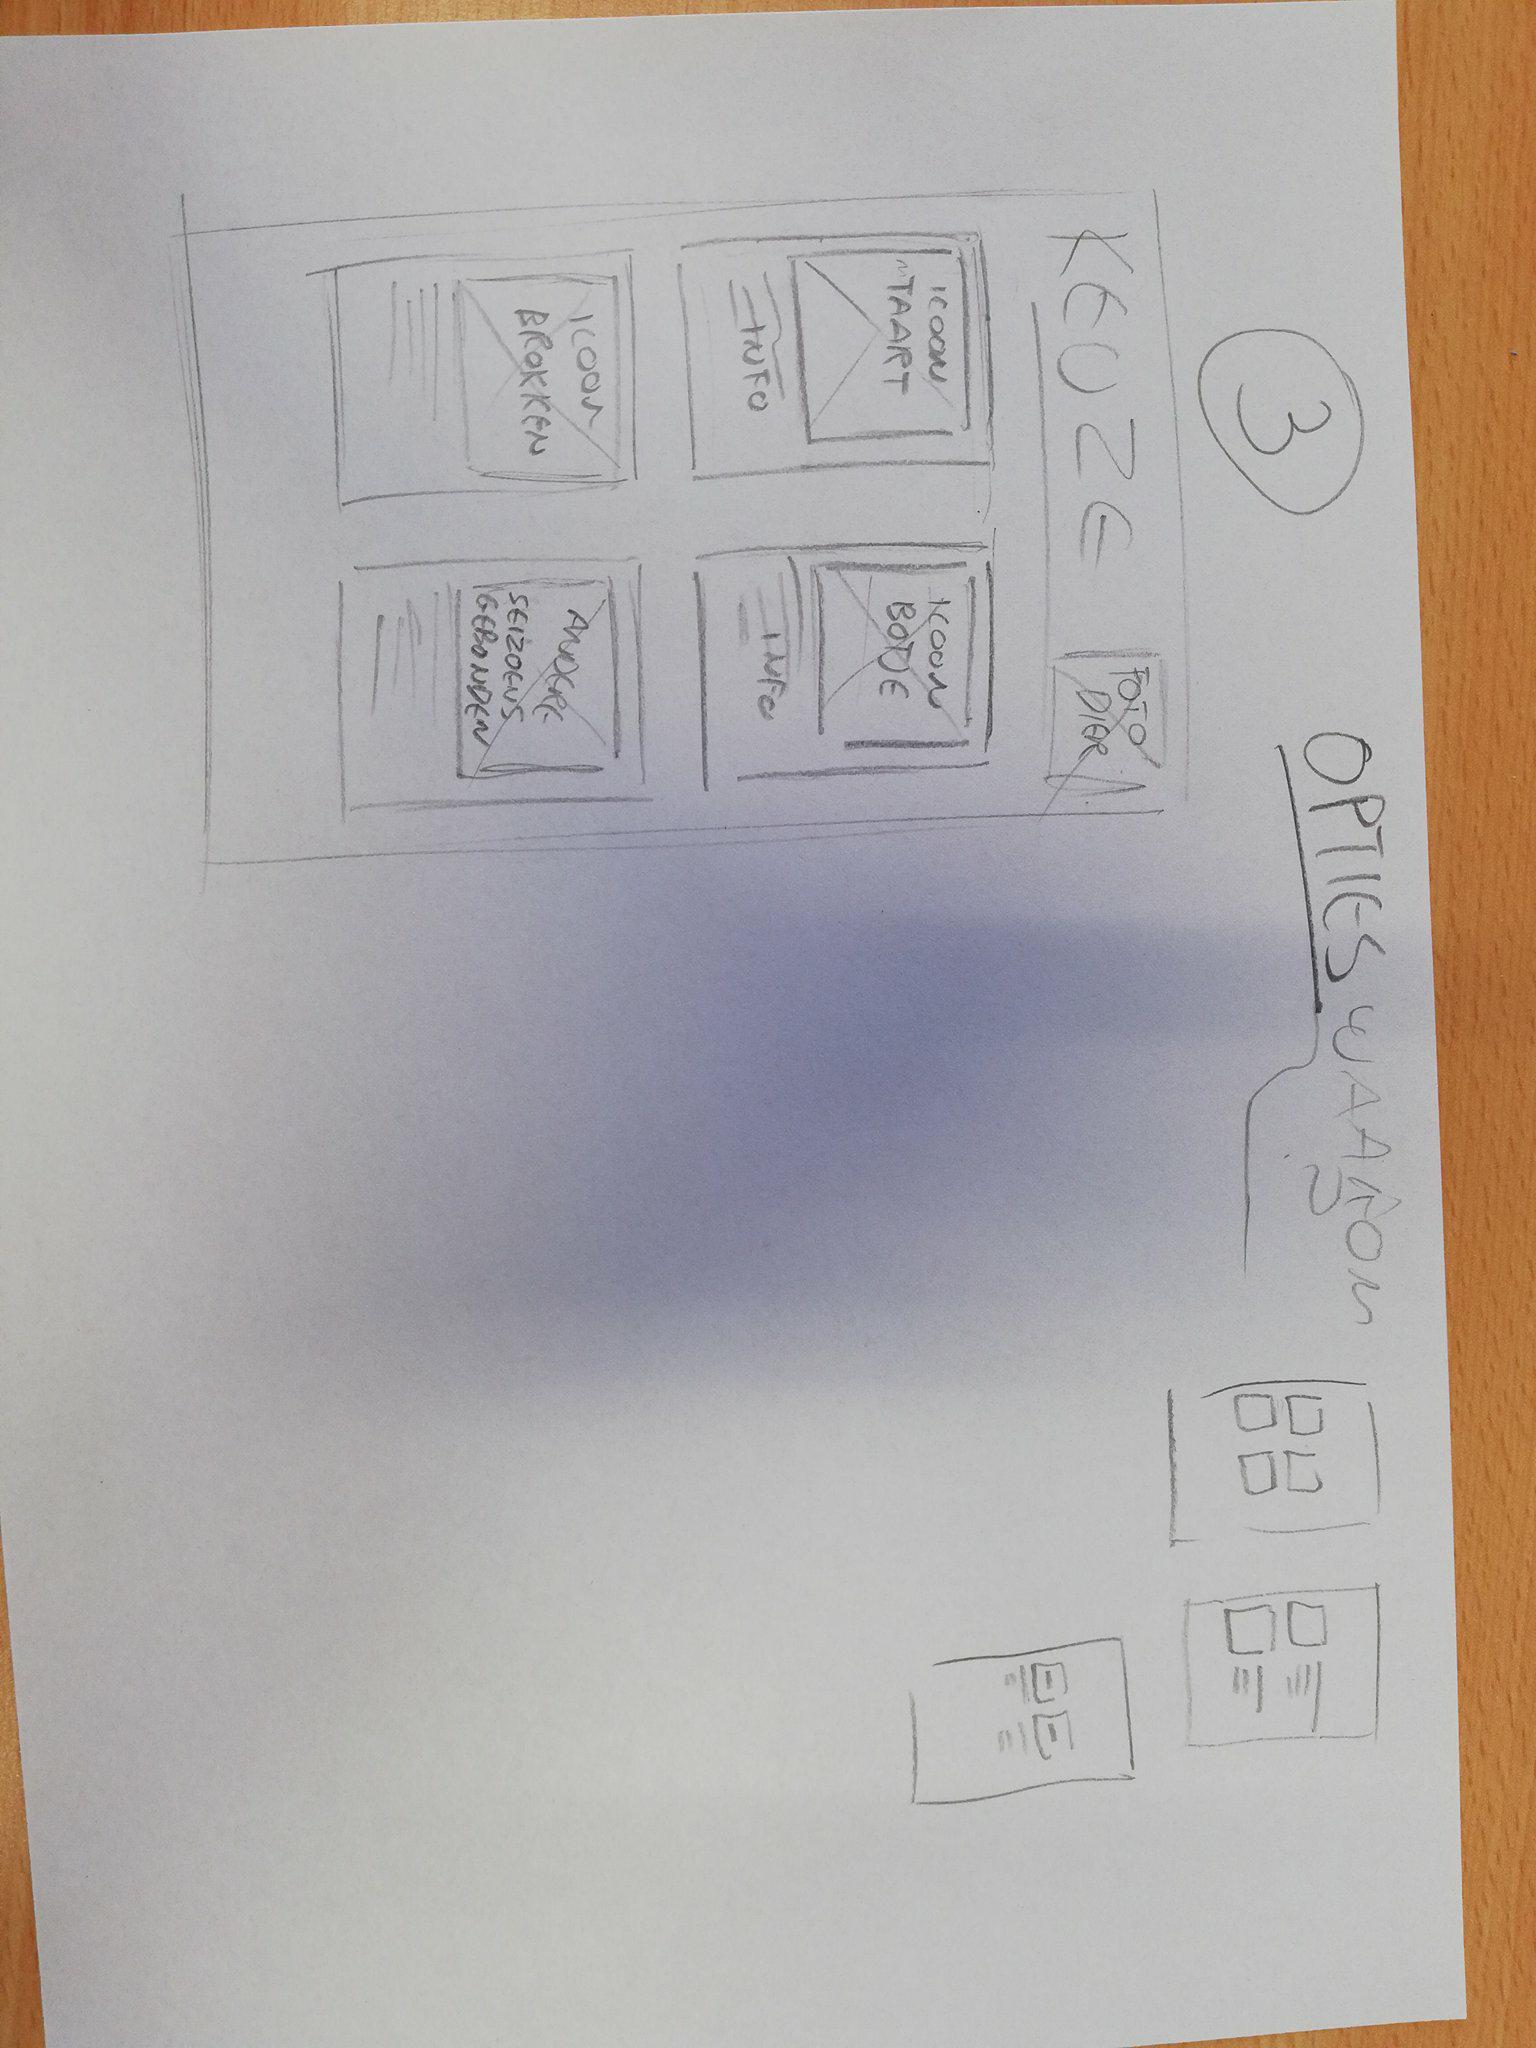 3
OPTIES WAAROM
?
KEUZE
FOTO
DIER
ICOON
TAART
INFO
ICOON
BOTJE
INFO
ICOON
BROKKEN
ANDERE
SEIZOENS
GEBONDEN